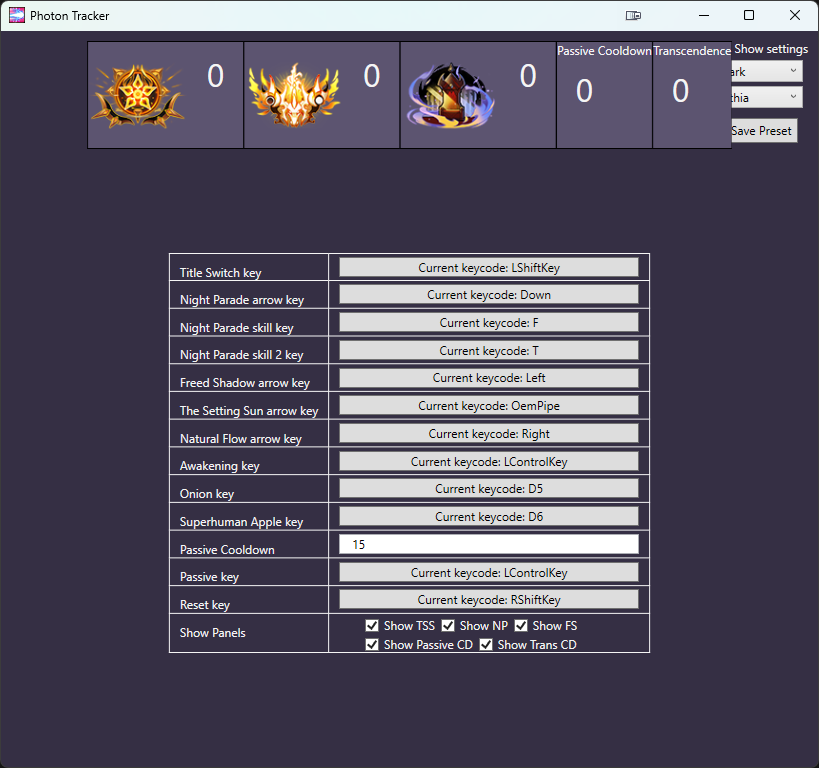 Photon Tracker
0
0
0
Passive Cooldown
0
Transcendence
0
Show settings
ark
thia
Save Preset
Title Switch key
Current keycode: LShiftKey
Night Parade arrow key
Current keycode: Down
Night Parade skill key
Current keycode: F
Night Parade skill 2 key
Current keycode: T
Freed Shadow arrow key
Current keycode: Left
The Setting Sun arrow key
Current keycode: OemPipe
Natural Flow arrow key
Current keycode: Right
Awakening key
Current keycode: LControlKey
Onion key
Current keycode: D5
Superhuman Apple key
Current keycode: D6
Passive Cooldown
15
Passive key
Current keycode: LControlKey
Reset key
Current keycode: RShiftKey
Show Panels
Show TSS Show NP Show FS
Show Passive CD Show Trans CD